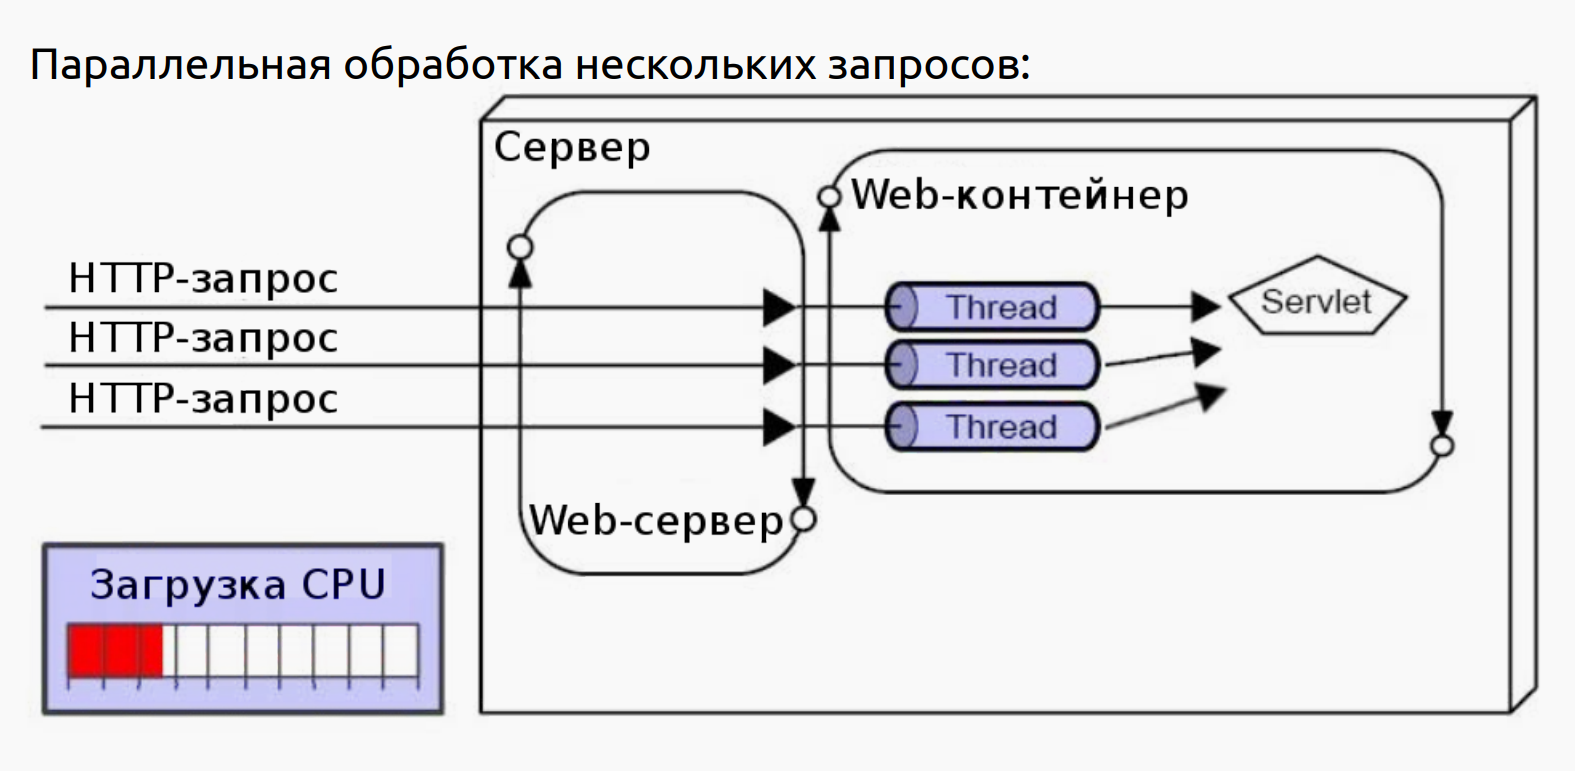 Параллельная обработка нескольких запросов:
Сервер
Web-контейнер
HTTP-запрос
HTTP-запрос
HTTP-запрос
Thread
Thread
Thread
Servlet
Web-сервер
Загрузка CPU